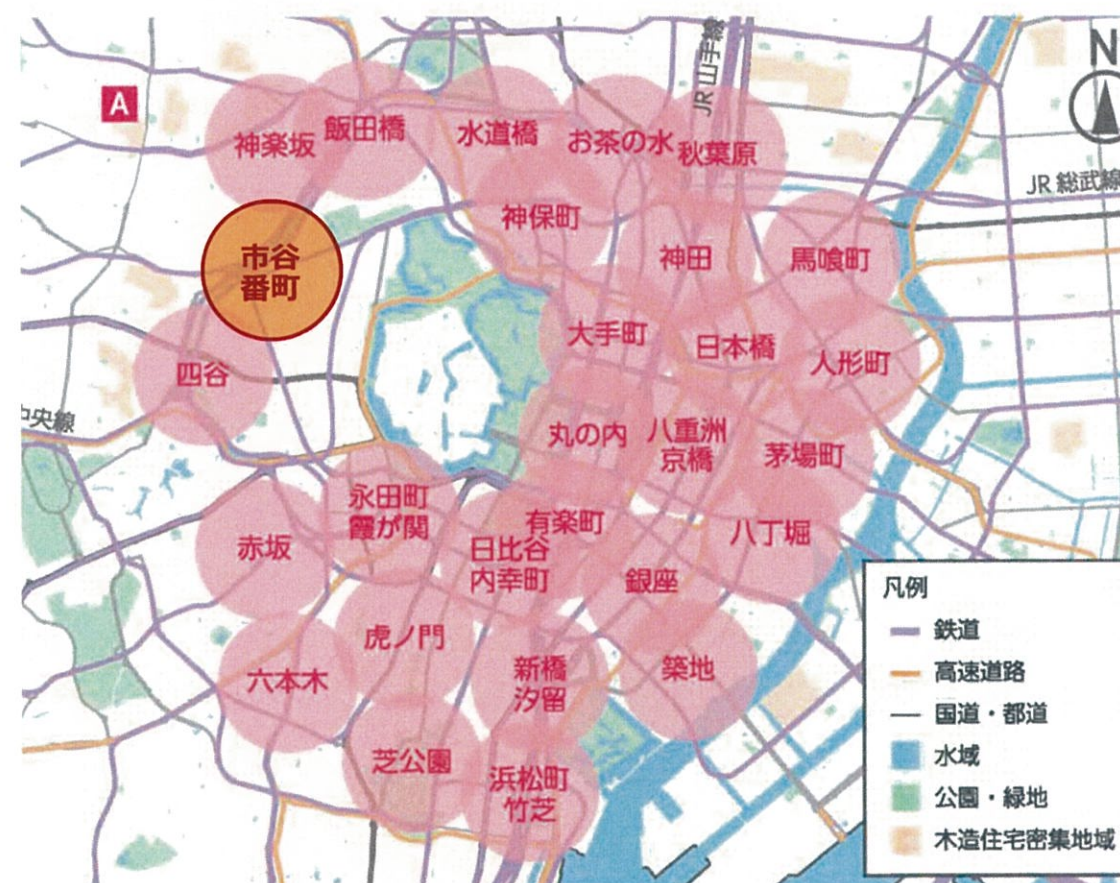 A
N
JR 山手線
JR 総武線
中央線
神楽坂
飯田橋
水道橋
お茶の水
秋葉原
市谷
番町
神保町
神田
馬喰町
四谷
大手町
日本橋
人形町
丸の内
八重洲
京橋
茅場町
永田町
霞が関
赤坂
有楽町
日比谷
内幸町
銀座
八丁堀
虎ノ門
六本木
新橋
汐留
築地
芝公園
浜松町
竹芝
凡例
鉄道
高速道路
国道・都道
水域
公園・緑地
木造住宅密集地域